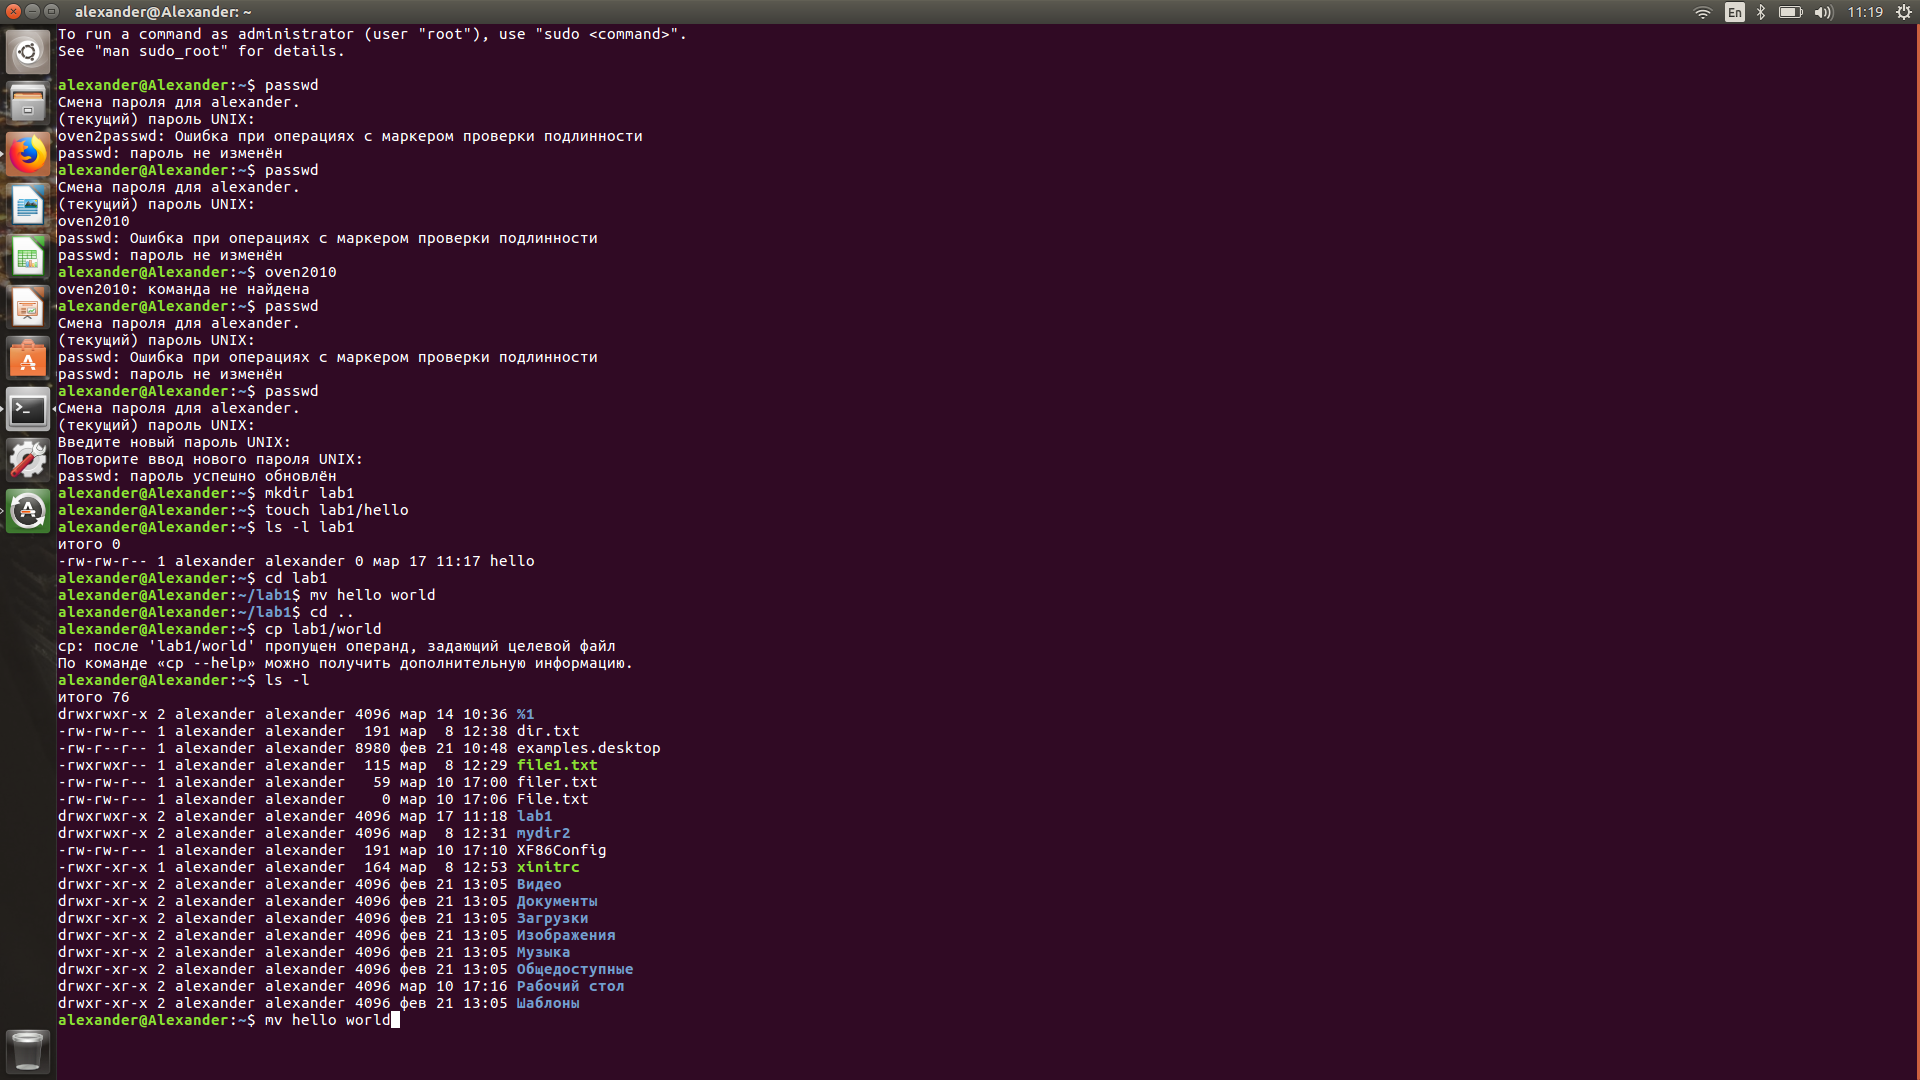 alexander@Alexander: ~
En
11:19
To run a command as administrator (user "root"), use "sudo <command>".
See "man sudo_root" for details.
alexander@Alexander:~$ passwd
Смена пароля для alexander.
(текущий) пароль UNIX:
oven2passwd: Ошибка при операциях с маркером проверки подлинности
passwd: пароль не изменён
alexander@Alexander:~$ passwd
Смена пароля для alexander.
(текущий) пароль UNIX:
oven2010
passwd: Ошибка при операциях с маркером проверки подлинности
passwd: пароль не изменён
alexander@Alexander:~$ oven2010
oven2010: команда не найдена
alexander@Alexander:~$ passwd
Смена пароля для alexander.
(текущий) пароль UNIX:
passwd: Ошибка при операциях с маркером проверки подлинности
passwd: пароль не изменён
alexander@Alexander:~$ passwd
Смена пароля для alexander.
(текущий) пароль UNIX:
Введите новый пароль UNIX:
Повторите ввод нового пароля UNIX:
passwd: пароль успешно обновлён
alexander@Alexander:~$ mkdir lab1
alexander@Alexander:~$ touch lab1/hello
alexander@Alexander:~$ ls -l lab1
итого 0
-rw-rw-r-- 1 alexander alexander 0 мар 17 11:17 hello
alexander@Alexander:~$ cd lab1
alexander@Alexander:~/lab1$ mv hello world
alexander@Alexander:~/lab1$ cd ..
alexander@Alexander:~$ cp lab1/world
cp: после 'lab1/world' пропущен операнд, задающий целевой файл
По команде «cp --help» можно получить дополнительную информацию.
alexander@Alexander:~$ ls -l
итого 76
drwxrwxr-x 2 alexander alexander 4096 мар 14 10:36 %1
-rw-rw-r-- 1 alexander alexander  191 мар  8 12:38 dir.txt
-rw-r--r-- 1 alexander alexander 8980 фев 21 10:48 examples.desktop
-rwxrwxr-- 1 alexander alexander  115 мар  8 12:29 file1.txt
-rw-rw-r-- 1 alexander alexander   59 мар 10 17:00 filer.txt
-rw-rw-r-- 1 alexander alexander    0 мар 10 17:06 File.txt
drwxrwxr-x 2 alexander alexander 4096 мар 17 11:18 lab1
drwxrwxr-x 2 alexander alexander 4096 мар  8 12:31 mydir2
-rw-rw-r-- 1 alexander alexander  191 мар 10 17:10 XF86Config
-rwxr-xr-x 1 alexander alexander  164 мар  8 12:53 xinitrc
drwxr-xr-x 2 alexander alexander 4096 фев 21 13:05 Видео
drwxr-xr-x 2 alexander alexander 4096 фев 21 13:05 Документы
drwxr-xr-x 2 alexander alexander 4096 фев 21 13:05 Загрузки
drwxr-xr-x 2 alexander alexander 4096 фев 21 13:05 Изображения
drwxr-xr-x 2 alexander alexander 4096 фев 21 13:05 Музыка
drwxr-xr-x 2 alexander alexander 4096 фев 21 13:05 Общедоступные
drwxr-xr-x 2 alexander alexander 4096 мар 10 17:16 Рабочий стол
drwxr-xr-x 2 alexander alexander 4096 фев 21 13:05 Шаблоны
alexander@Alexander:~$ mv hello world